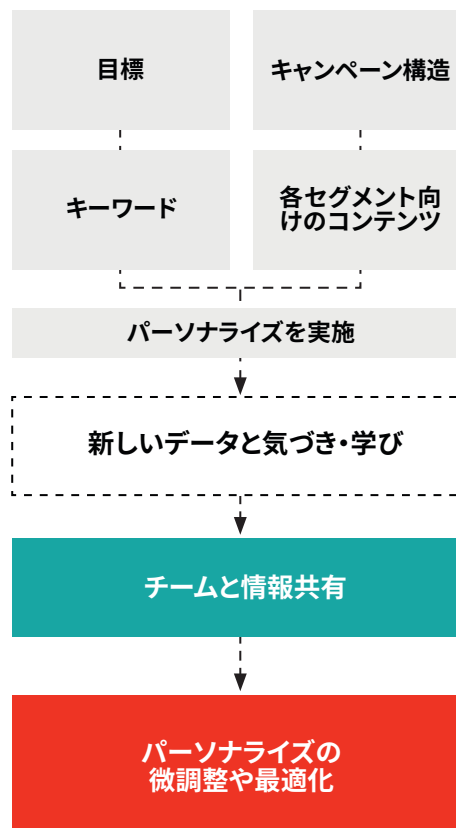 目標
キャンペーン構造
キーワード
各セグメント向
けのコンテンツ
パーソナライズを実施
新しいデータと気づき・学び
チームと情報共有
パーソナライズの
微調整や最適化